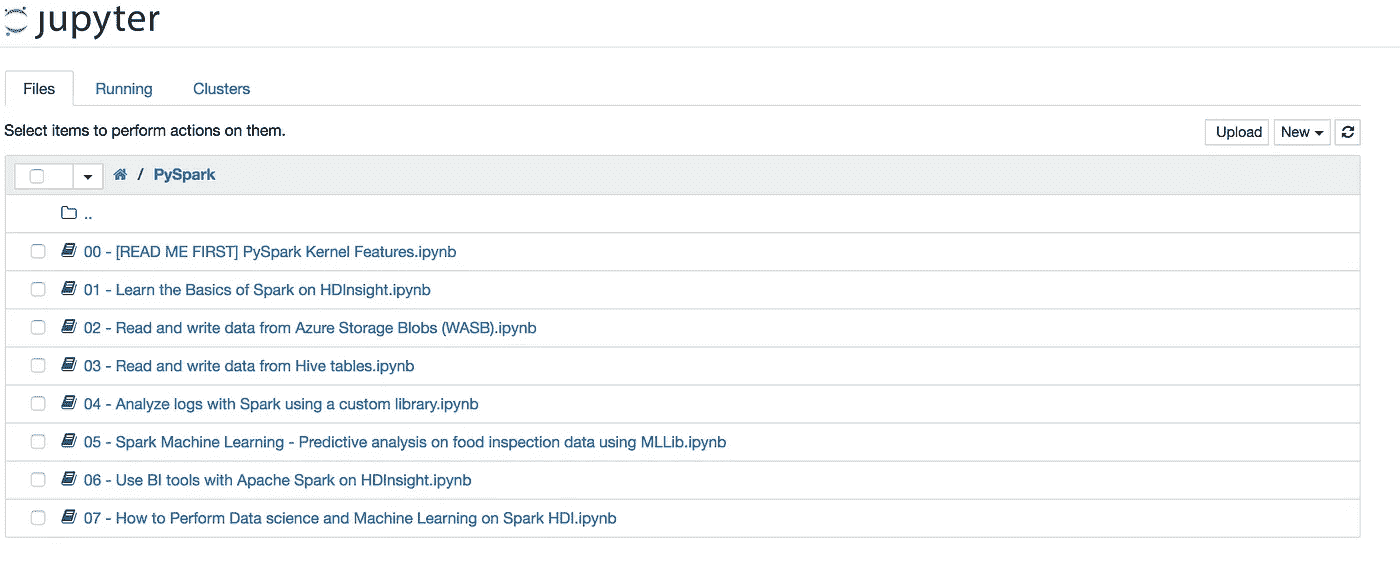 jupyter
Files Running Clusters
Select items to perform actions on them.
Upload New
/ PySpark
..
00 - [READ ME FIRST] PySpark Kernel Features.ipynb
01 - Learn the Basics of Spark on HDInsight.ipynb
02 - Read and write data from Azure Storage Blobs (WASB).ipynb
03 - Read and write data from Hive tables.ipynb
04 - Analyze logs with Spark using a custom library.ipynb
05 - Spark Machine Learning - Predictive analysis on food inspection data using MLLib.ipynb
06 - Use BI tools with Apache Spark on HDInsight.ipynb
07 - How to Perform Data science and Machine Learning on Spark HDI.ipynb